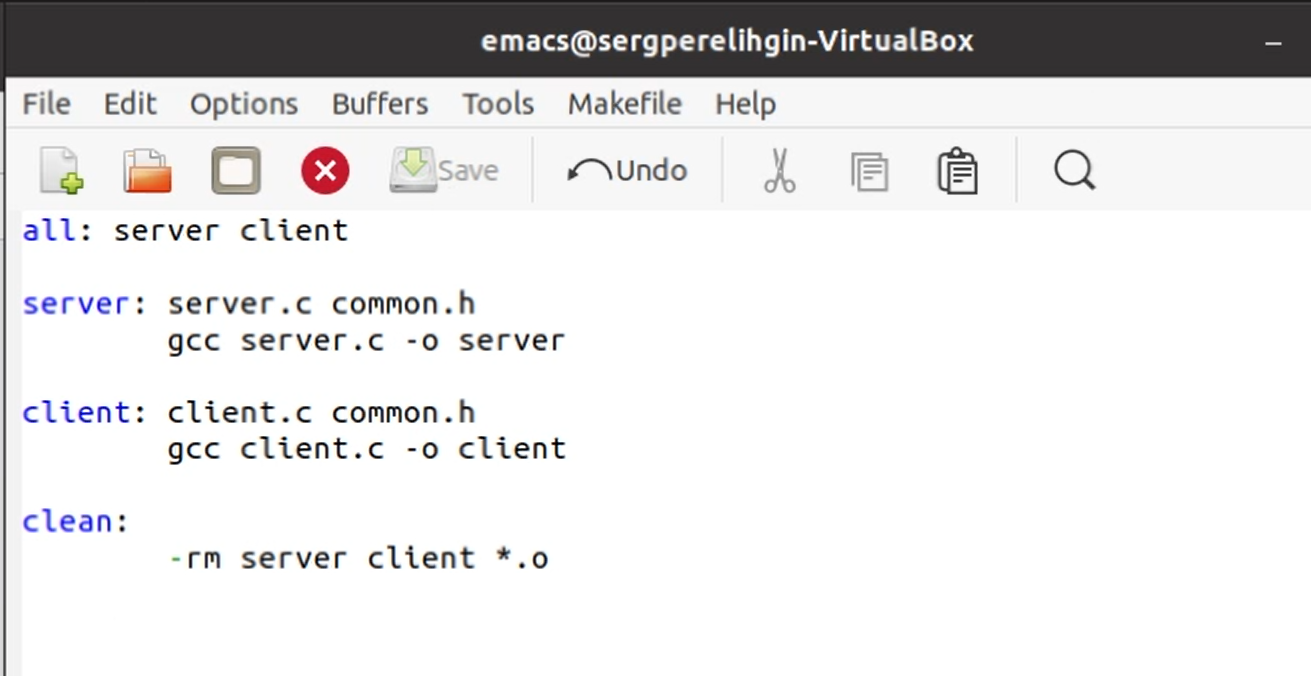 emacs@sergperelihgin-VirtualBox
File Edit Options Buffers Tools Makefile Help
Save Undo
all: server client
server: server.c common.h
gcc server.c -o server
client: client.c common.h
gcc client.c -o client
clean:
-rm server client *.o